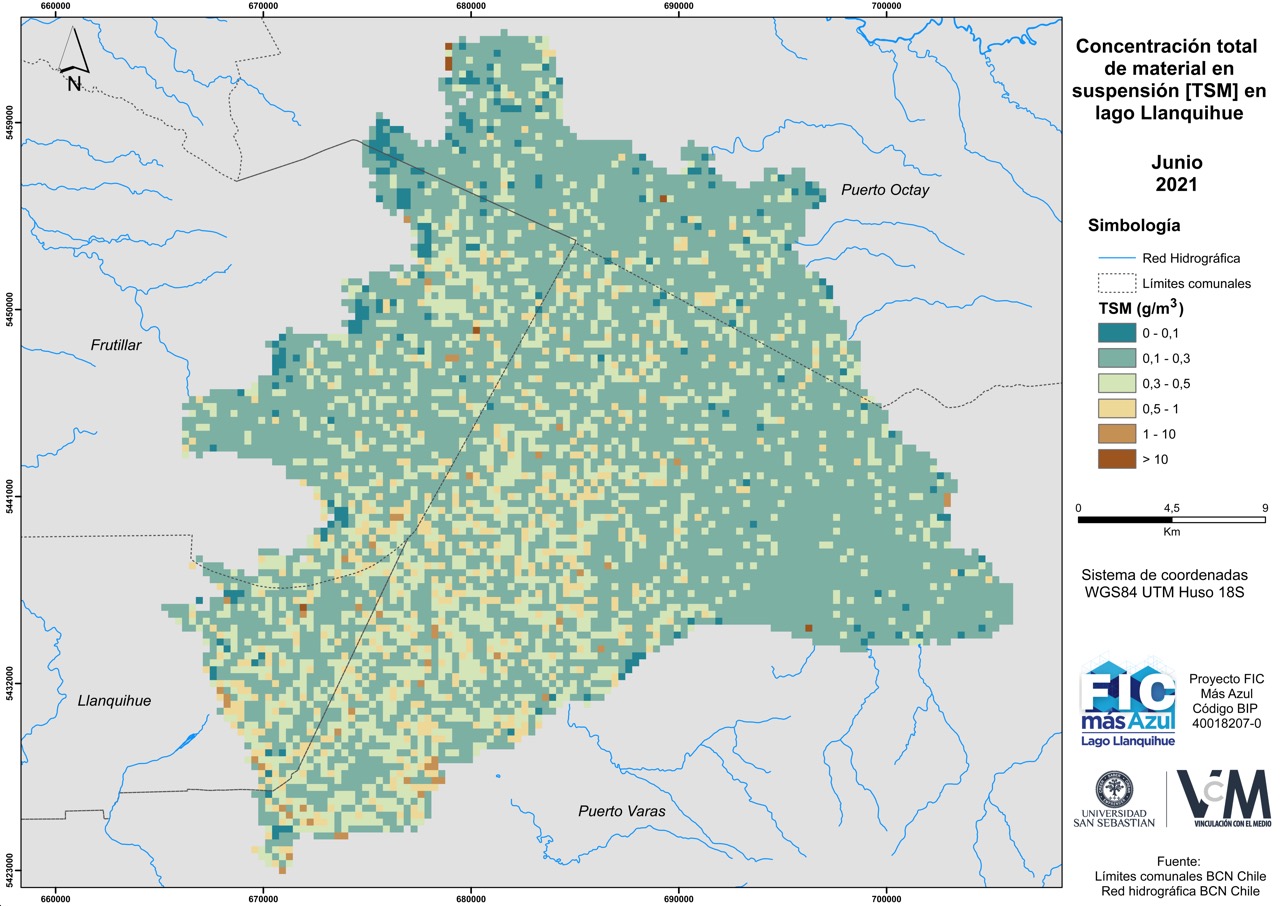 660000
670000
680000
690000
700000
N
5459000
5450000
5441000
5432000
5423000
Puerto Octay
Frutillar
Llanquihue
Puerto Varas
660000
670000
680000
690000
700000
Concentración total
de material en
suspensión [TSM] en
lago Llanquihue
Junio
2021
Simbología
Red Hidrográfica
Límites comunales
TSM (g/m3)
0 - 0,1
0,1 - 0,3
0,3 - 0,5
0,5 - 1
1 - 10
> 10
0 4,5 9
Km
Sistema de coordenadas
WGS84 UTM Huso 18S
FIC
más Azul
Lago Llanquihue
Proyecto FIC
Más Azul
Código BIP
40018207-0
UNIVERSIDAD
SAN SEBASTIAN
VcM
VINCULACIÓN CON EL MEDIO
Fuente:
Límites comunales BCN Chile
Red hidrográfica BCN Chile